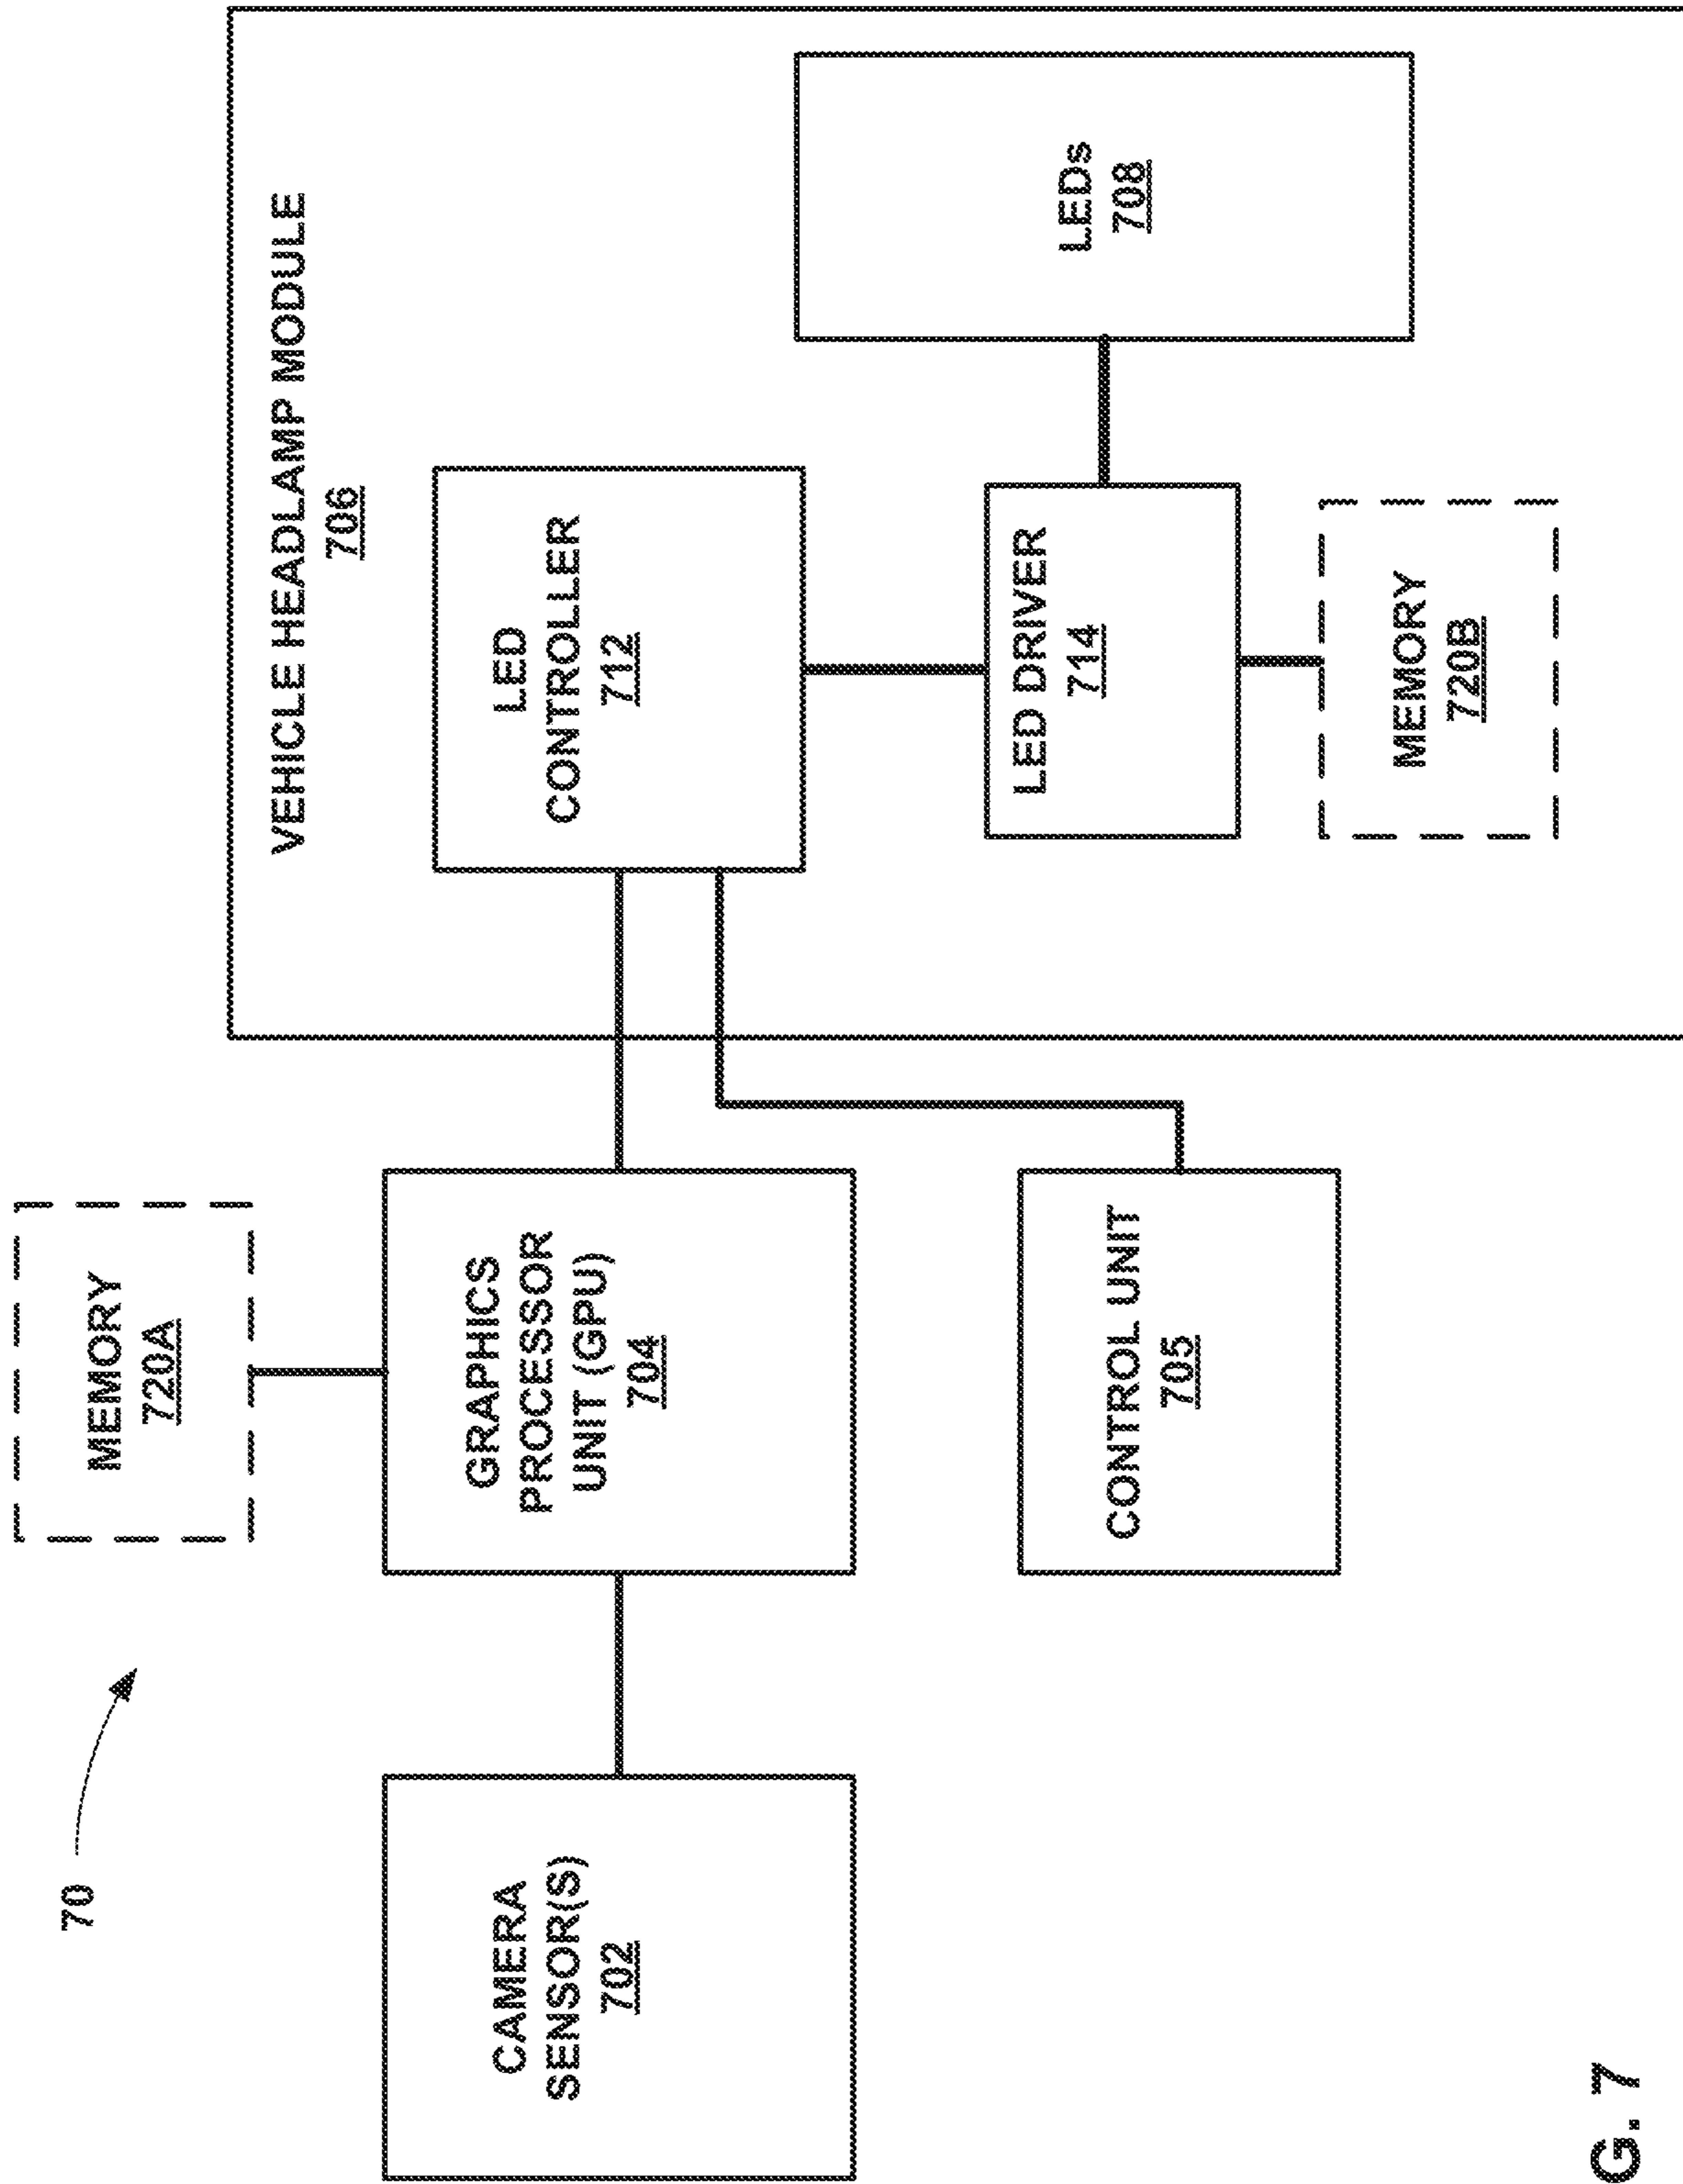 70
MEMORY
720A
CAMERA
SENSOR(S)
702
GRAPHICS
PROCESSOR
UNIT (GPU)
704
CONTROL UNIT
705
VEHICLE HEADLAMP MODULE
706
LED
CONTROLLER
712
LED DRIVER
714
MEMORY
720B
LEDs
708
G. 7